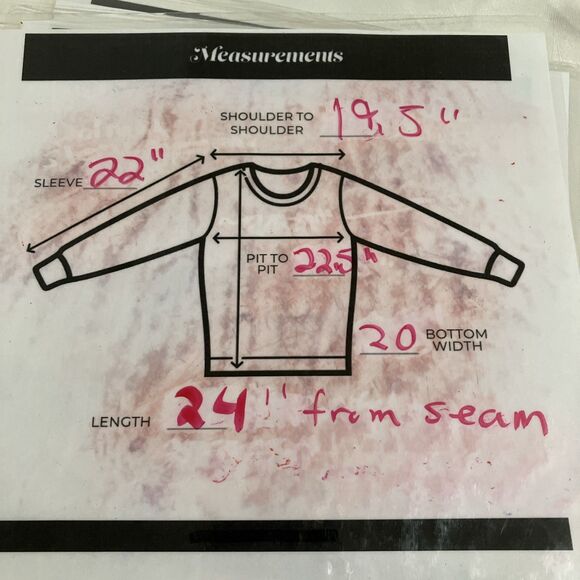 Measurements
SHOULDER TO
SHOULDER 19.5"
SLEEVE 22"
PIT TO
PIT 22.5"
20 BOTTOM
WIDTH
LENGTH 24" from seam